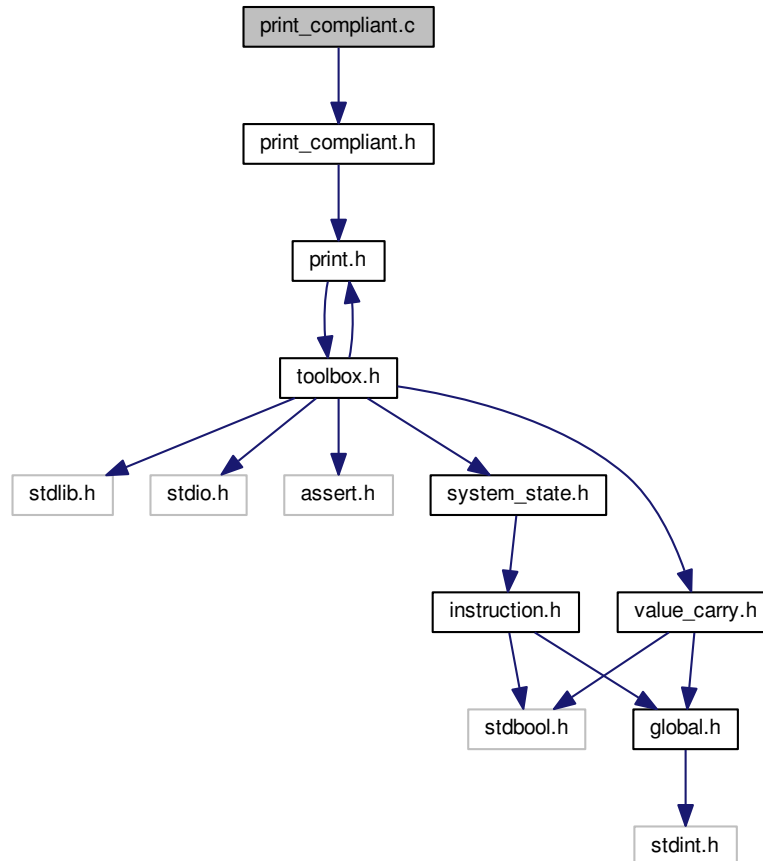 print_compliant.c
print_compliant.h
print.h
toolbox.h
stdlib.h
stdio.h
assert.h
system_state.h
instruction.h
value_carry.h
stdbool.h
global.h
stdint.h